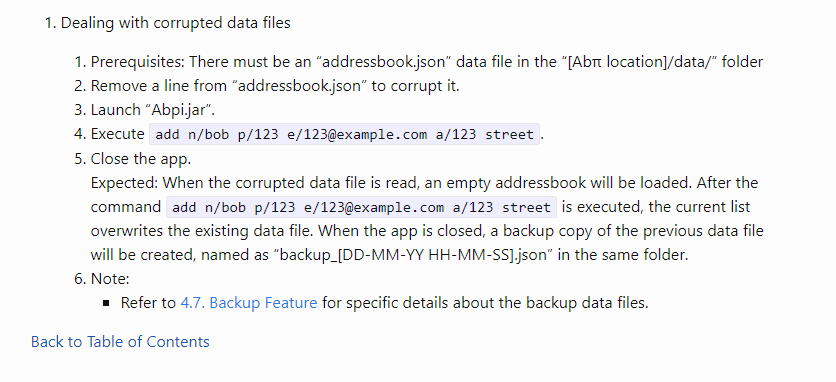 1. Dealing with corrupted data files
1. Prerequisites: There must be an “addressbook.json” data file in the “[Abπ location]/data/” folder
2. Remove a line from “addressbook.json” to corrupt it.
3. Launch “Abpi.jar”.
4. Execute add n/bob p/123 e/123@example.com a/123 street .
5. Close the app.
Expected: When the corrupted data file is read, an empty addressbook will be loaded. After the
command add n/bob p/123 e/123@example.com a/123 street is executed, the current list
overwrites the existing data file. When the app is closed, a backup copy of the previous data file
will be created, named as “backup_[DD-MM-YY HH-MM-SS].json” in the same folder.
6. Note:
▪ Refer to 4.7. Backup Feature for specific details about the backup data files.
Back to Table of Contents